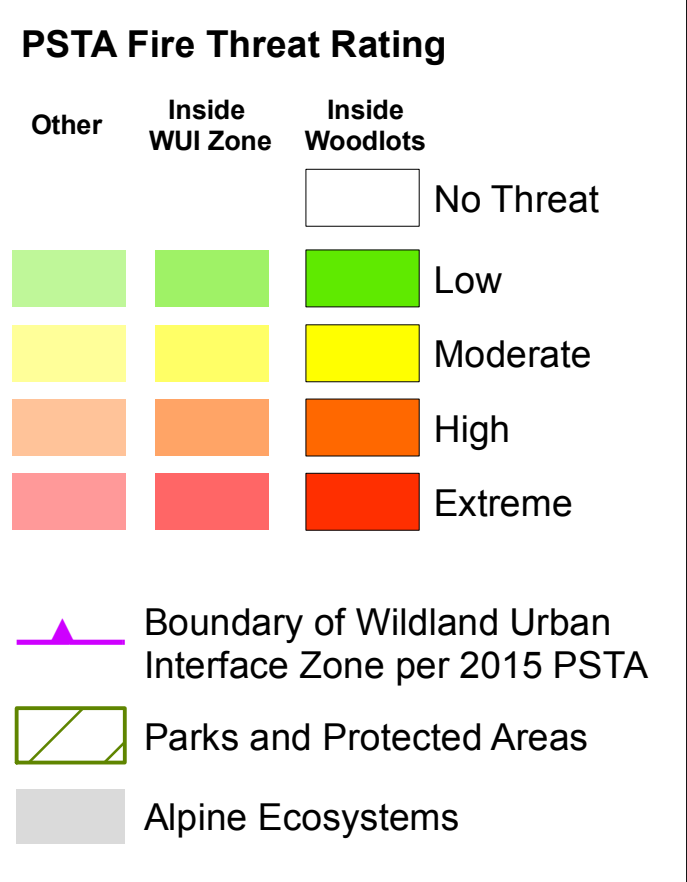 PSTA Fire Threat Rating
Other
Inside
WUI Zone
Inside
Woodlots
No Threat
Low
Moderate
High
Extreme
Boundary of Wildland Urban
Interface Zone per 2015 PSTA
Parks and Protected Areas
Alpine Ecosystems